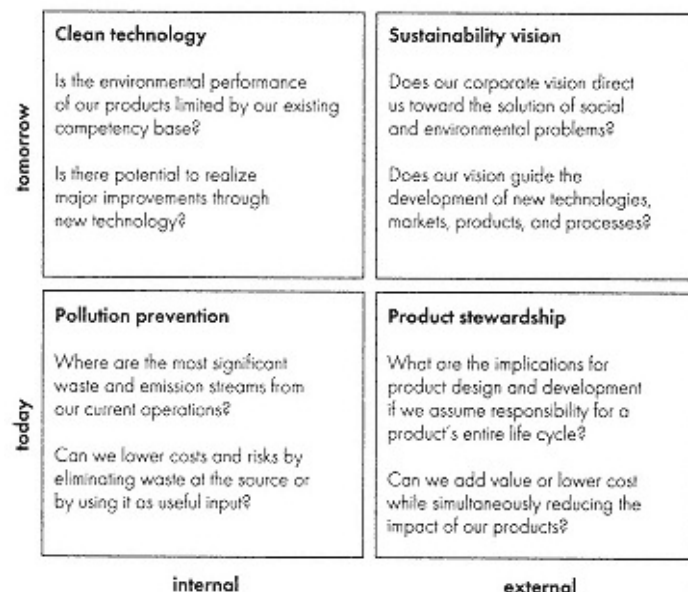 Clean technology
Is the environmental performance
of our products limited by our existing
competency base?
Is there potential to realize
major improvements through
new technology?
Sustainability vision
Does our corporate vision direct
us toward the solution of social
and environmental problems?
Does our vision guide the
development of new technologies,
markets, products, and processes?
tomorrow
Pollution prevention
Where are the most significant
waste and emission streams from
our current operations?
Can we lower costs and risks by
eliminating waste at the source or
by using it as useful input?
Product stewardship
What are the implications for
product design and development
if we assume responsibility for a
product's entire life cycle?
Can we add value or lower cost
while simultaneously reducing the
impact of our products?
today
internal
external